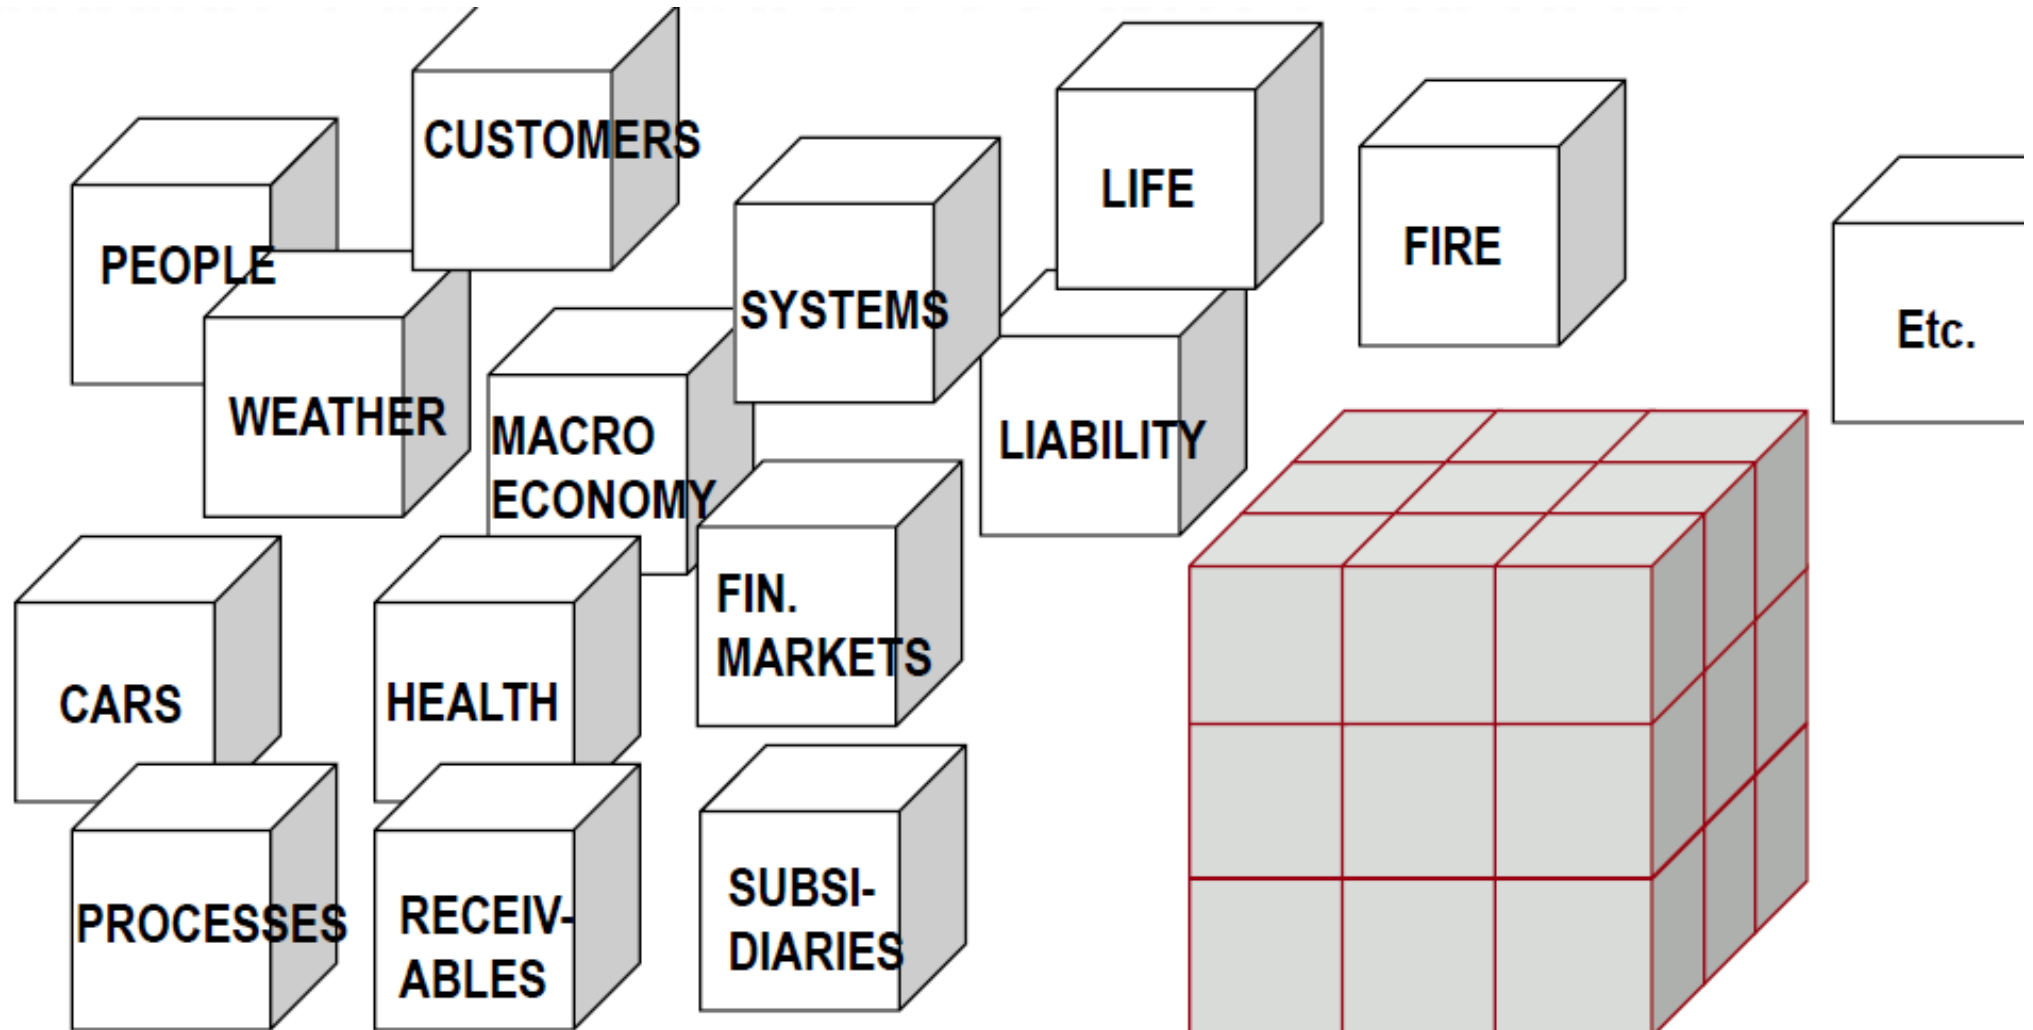 CUSTOMERS
LIFE
FIRE
PEOPLE
SYSTEMS
Etc.
WEATHER
MACRO
ECONOMY
LIABILITY
FIN.
MARKETS
CARS
HEALTH
PROCESSES
RECEIV-
ABLES
SUBSI-
DIARIES